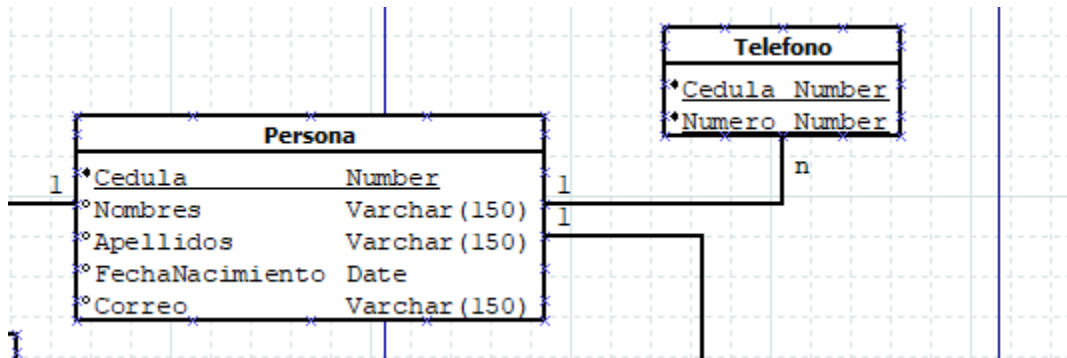 Telefono
Cedula Number
Numero Number
n
Persona
1
Cedula Number
1
Nombres Varchar(150)
1
Apellidos Varchar(150)
FechaNacimiento Date
Correo Varchar(150)